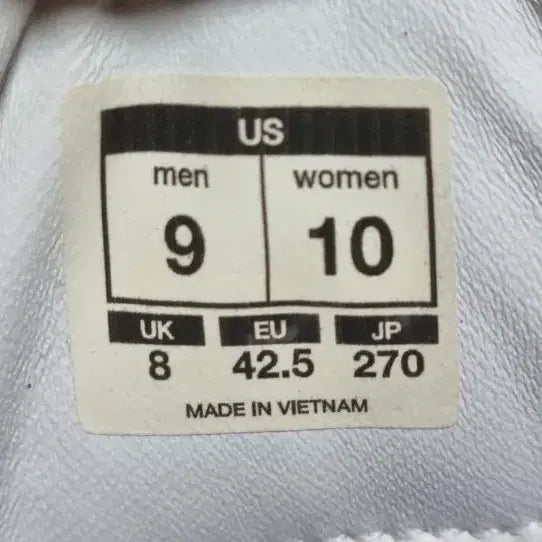 US
men women
9 10
UK EU JP
8 42.5 270
MADE IN VIETNAM